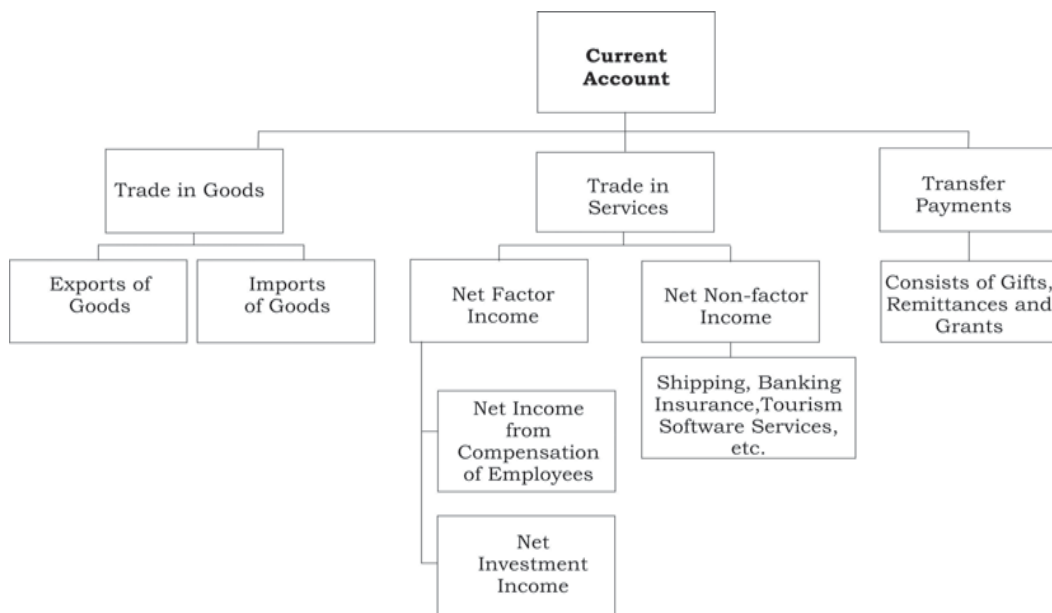 Current
Account
Trade in Goods
Trade in
Services
Transfer
Payments
Exports of
Goods
Imports
of Goods
Net Factor
Income
Net Non-factor
Income
Consists of Gifts,
Remittances and
Grants
Shipping, Banking
Insurance,Tourism
Software Services,
etc.
Net Income
from
Compensation
of Employees
Net
Investment
Income